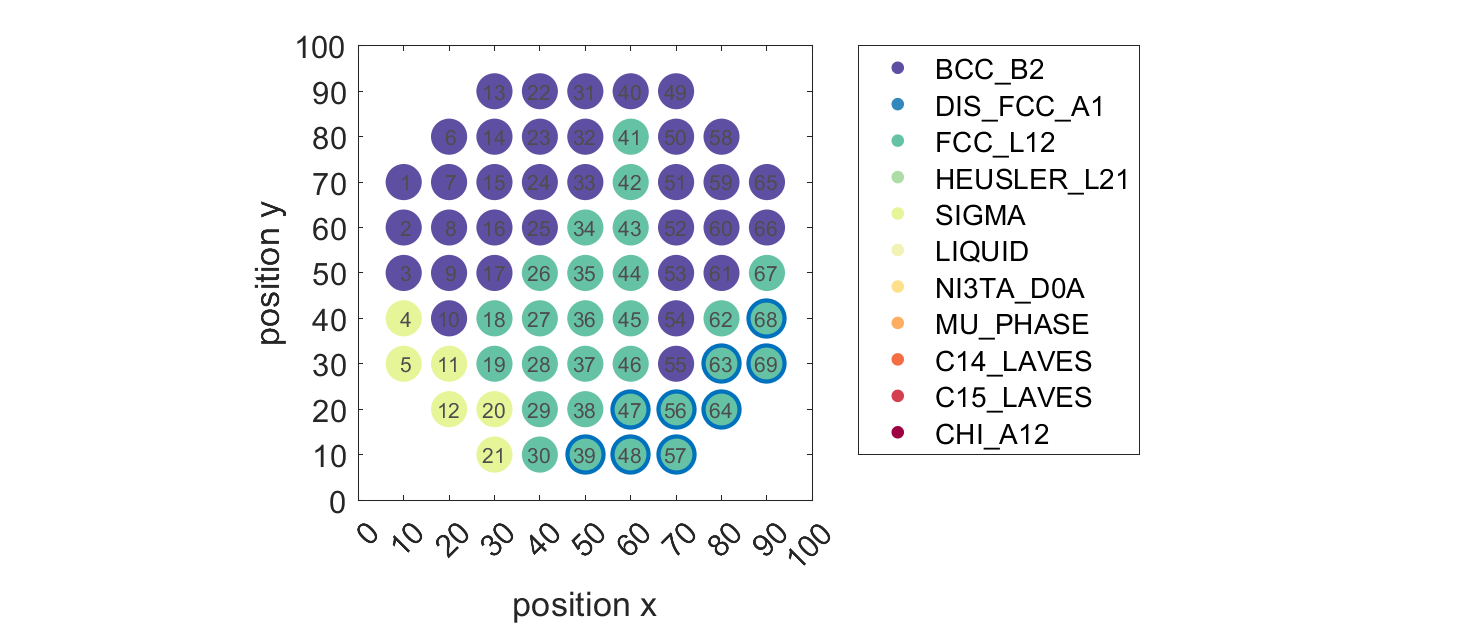 100
90 13 22 31 40 49
80 6 14 23 32 41 50 58
70 1 7 15 24 33 42 51 59 65
60 2 8 16 25 34 43 52 60 66
50 3 9 17 26 35 44 53 61 67
40 4 10 18 27 36 45 54 62 68
30 5 11 19 28 37 46 55 63 69
20 12 20 29 38 47 56 64
10 21 30 39 48 57
0
0 10 20 30 40 50 60 70 80 90 100
position x
position y
BCC_B2
DIS_FCC_A1
FCC_L12
HEUSLER_L21
SIGMA
LIQUID
NI3TA_D0A
MU_PHASE
C14_LAVES
C15_LAVES
CHI_A12